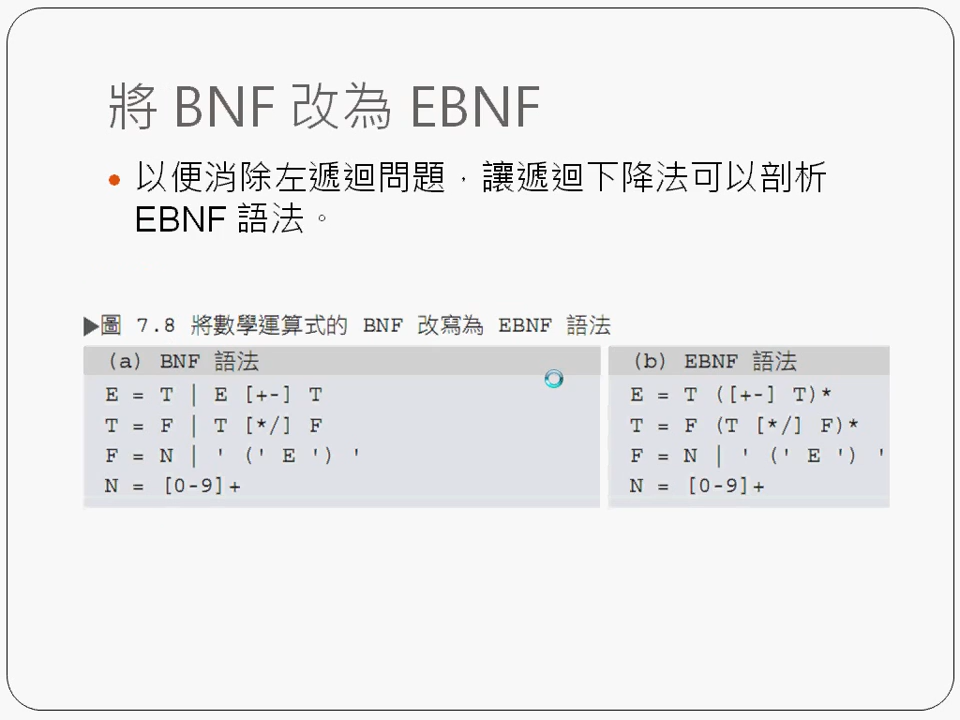 將 BNF 改為 EBNF
• 以便消除左遞迴問題，讓遞迴下降法可以剖析
EBNF 語法。
▶圖 7.8 將數學運算式的 BNF 改寫為 EBNF 語法
(a) BNF 語法
E = T | E [+-] T
T = F | T [*/] F
F = N | ' (' E ') '
N = [0-9]+
(b) EBNF 語法
E = T ([+-] T)*
T = F (T [*/] F)*
F = N | ' (' E ') '
N = [0-9]+